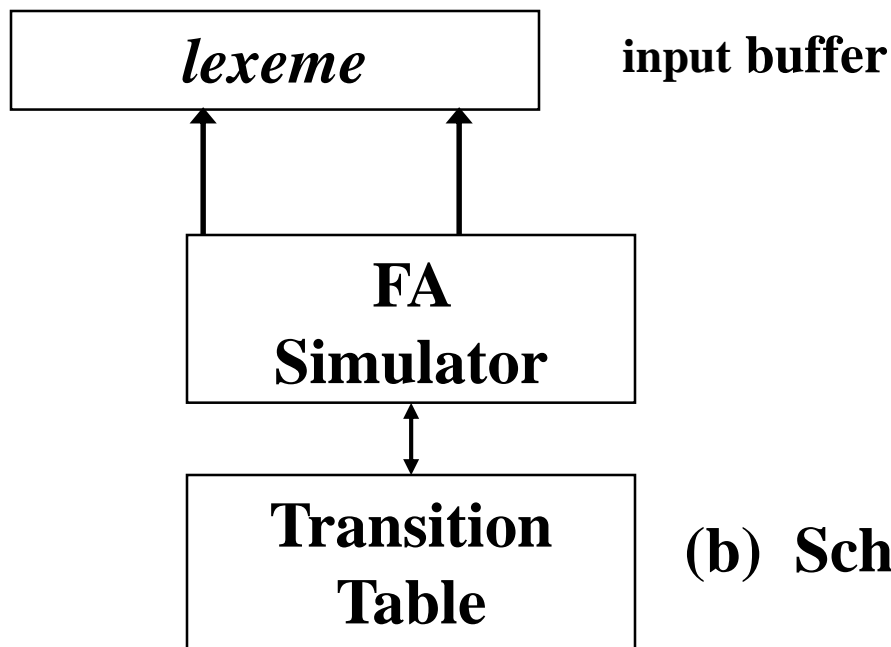 lexeme
input buffer
FA
Simulator
Transition
Table
(b) Sch